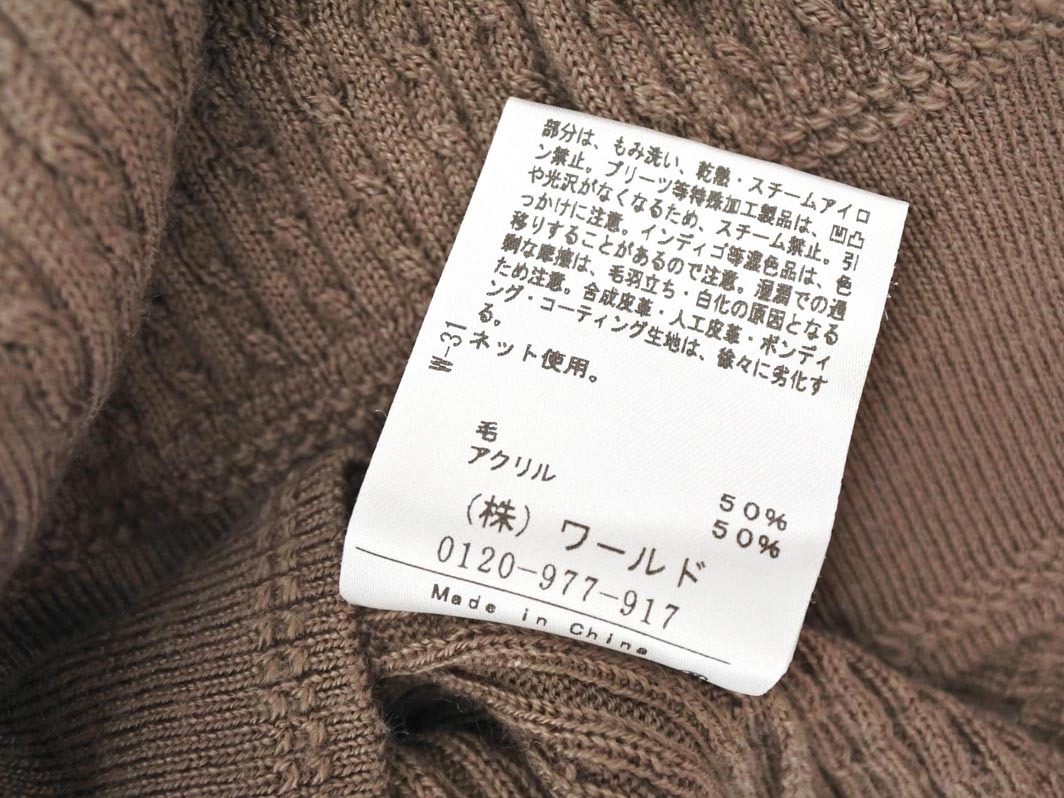 部分は、もみ洗い、乾熱・スチームアイロ
ン禁止。プリーツ等特殊加工製品は、凹凸
や光沢がなくなるため、スチーム禁止。引
っかけに注意。インディゴ等濃色品は、色
移りすることがあるので注意。湿潤での過
剰な摩擦は、毛羽立ち・白化の原因となる
ため注意。合成皮革・人工皮革・ボンディ
ング・コーティング生地は、徐々に劣化す
る。
W-31
ネット使用。
毛 50%
アクリル 50%
(株)ワールド
0120-977-917
Made in China